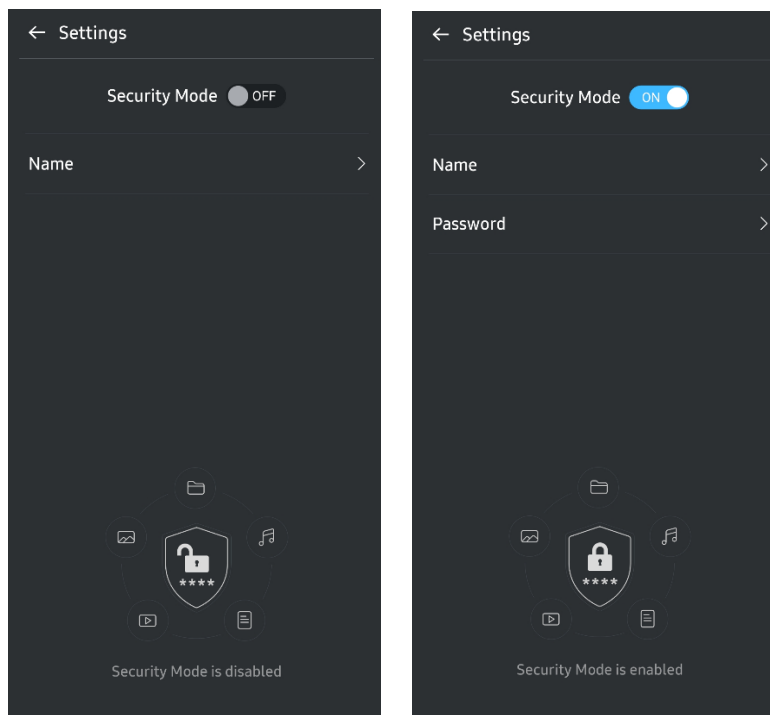 Settings
Security Mode OFF
Name
****
Security Mode is disabled
Settings
Security Mode ON
Name
Password
****
Security Mode is enabled